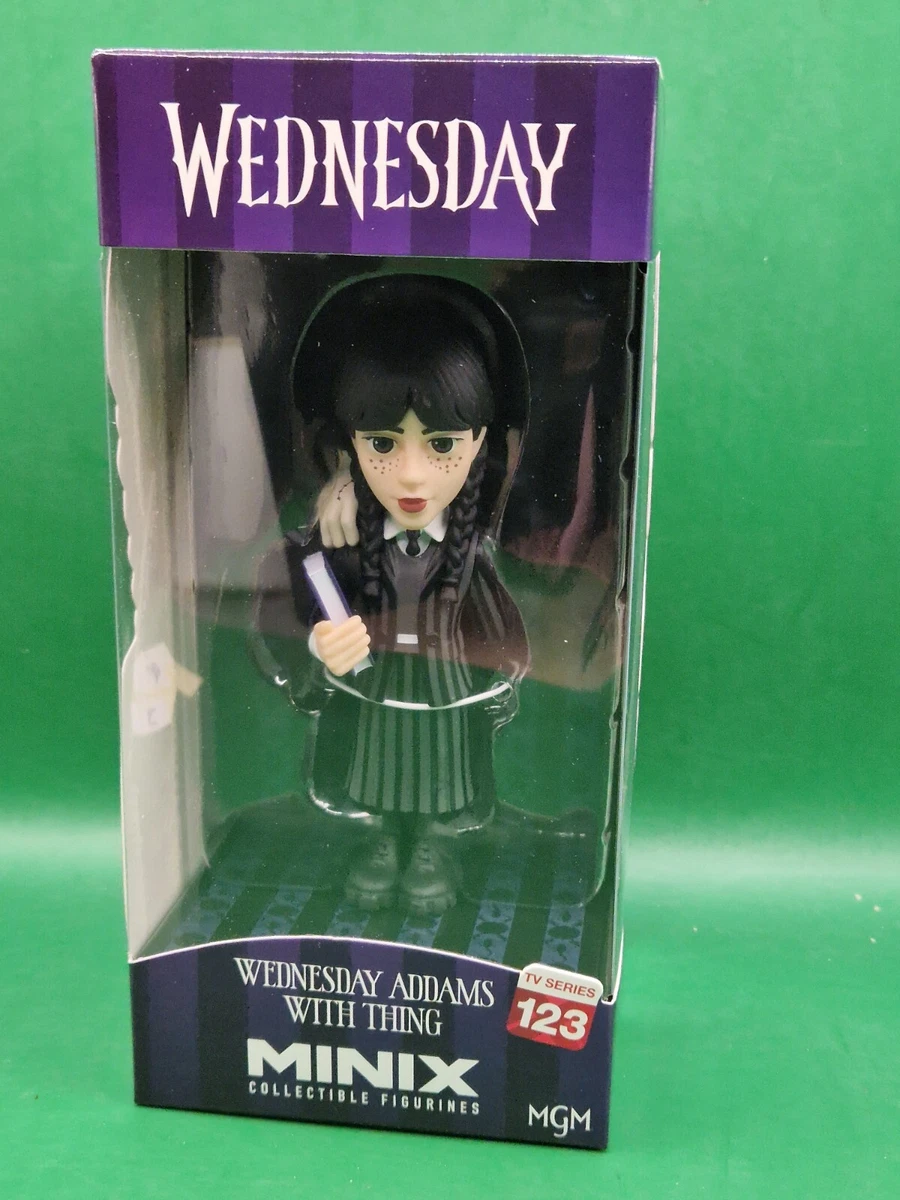 WEDNESDAY
WEDNESDAY ADDAMS
WITH THING
TV SERIES
123
MINIX
COLLECTIBLE FIGURINES
MGM